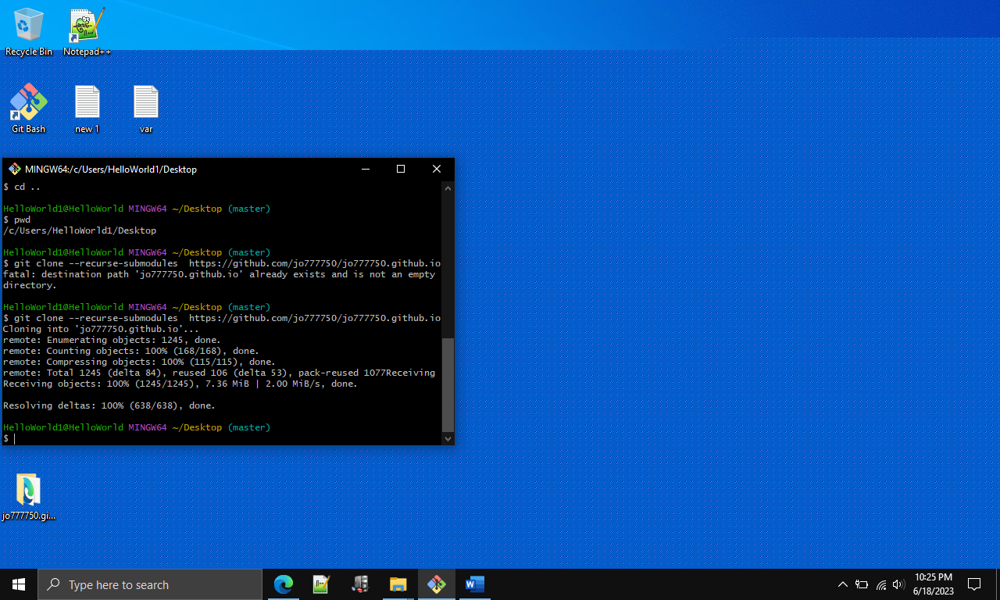 Recycle Bin
Notepad++
Git Bash
new 1
var
MINGW64:/c/Users/HelloWorld1/Desktop
$ cd ..
HelloWorld1@HelloWorld MINGW64 ~/Desktop (master)
$ pwd
/c/Users/HelloWorld1/Desktop
HelloWorld1@HelloWorld MINGW64 ~/Desktop (master)
$ git clone --recurse-submodules  https://github.com/jo777750/jo777750.github.io
fatal: destination path 'jo777750.github.io' already exists and is not an empty
directory.
HelloWorld1@HelloWorld MINGW64 ~/Desktop (master)
$ git clone --recurse-submodules  https://github.com/jo777750/jo777750.github.io
Cloning into 'jo777750.github.io'...
remote: Enumerating objects: 1245, done.
remote: Counting objects: 100% (168/168), done.
remote: Compressing objects: 100% (115/115), done.
remote: Total 1245 (delta 84), reused 106 (delta 53), pack-reused 1077Receiving
Receiving objects: 100% (1245/1245), 7.36 MiB | 2.00 MiB/s, done.
Resolving deltas: 100% (638/638), done.
HelloWorld1@HelloWorld MINGW64 ~/Desktop (master)
$
jo777750.gi...
Type here to search
10:25 PM
6/18/2023